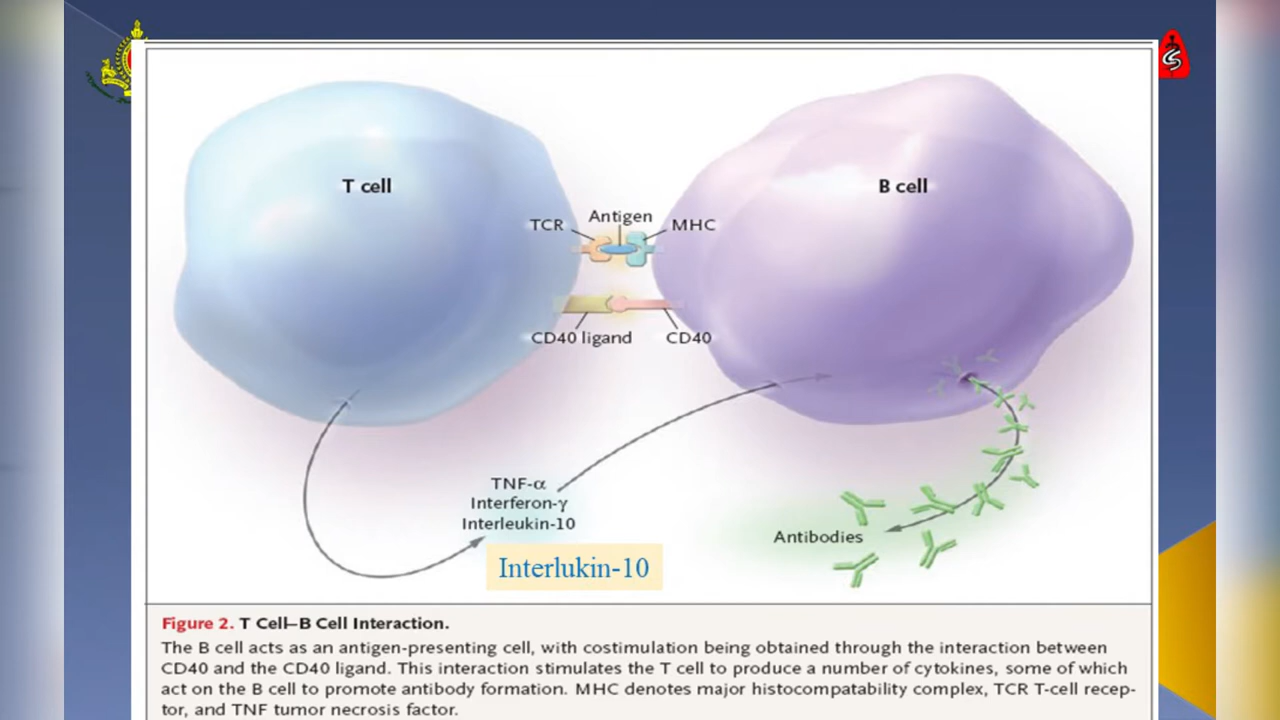 T cell
B cell
TCR
Antigen
MHC
CD40 ligand
CD40
TNF-α
Interferon-γ
Interleukin-10
Interlukin-10
Antibodies
Figure 2. T Cell–B Cell Interaction.
The B cell acts as an antigen-presenting cell, with costimulation being obtained through the interaction between
CD40 and the CD40 ligand. This interaction stimulates the T cell to produce a number of cytokines, some of which
act on the B cell to promote antibody formation. MHC denotes major histocompatability complex, TCR T-cell recep-
tor, and TNF tumor necrosis factor.